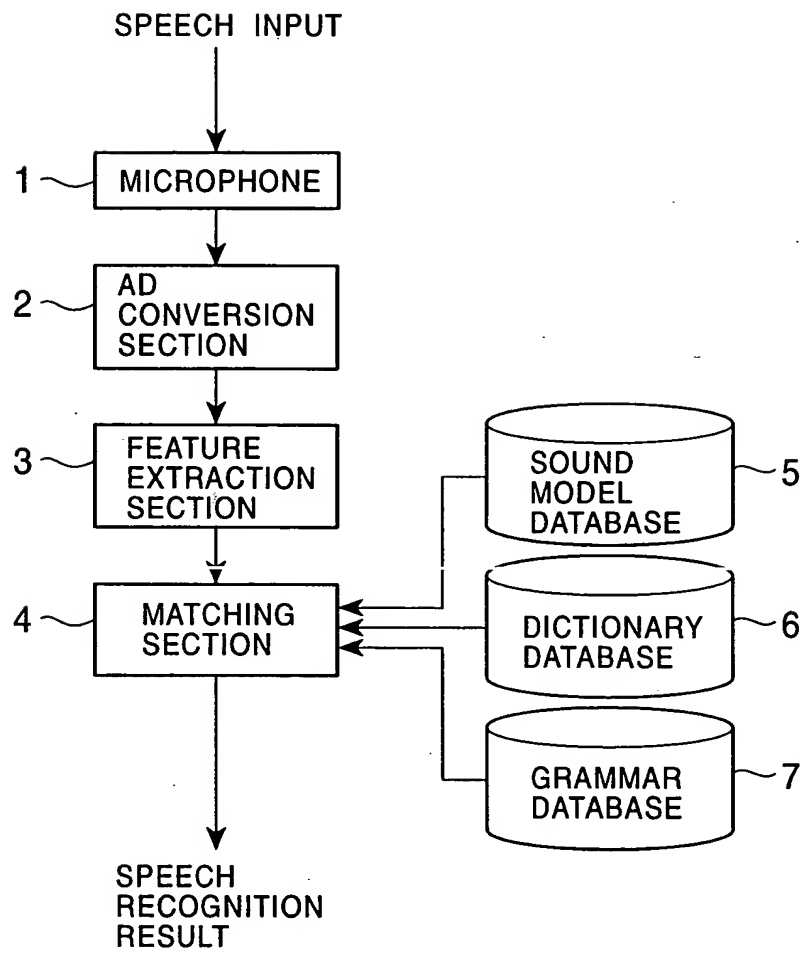 SPEECH INPUT
1
MICROPHONE
2
AD
CONVERSION
SECTION
3
FEATURE
EXTRACTION
SECTION
4
MATCHING
SECTION
SOUND
MODEL
DATABASE
5
DICTIONARY
DATABASE
6
GRAMMAR
DATABASE
7
SPEECH
RECOGNITION
RESULT